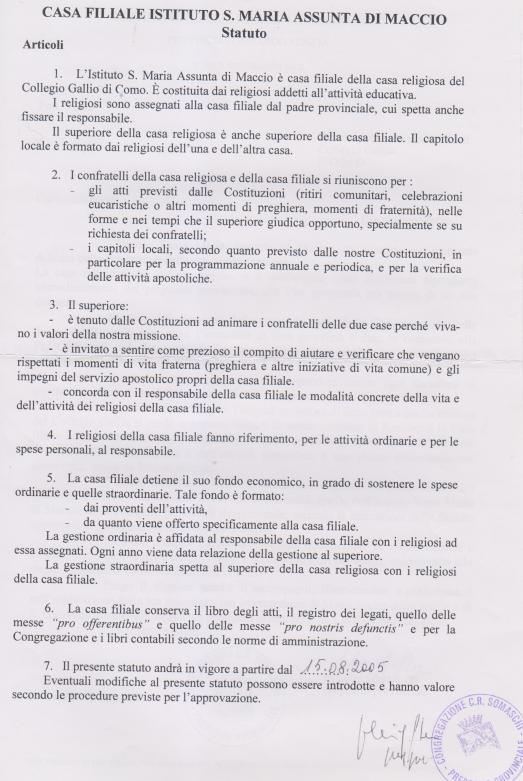 CASA FILIALE ISTITUTO S. MARIA ASSUNTA DI MACCIO
Statuto
Articoli
1. L'Istituto S. Maria Assunta di Maccio è casa filiale della casa religiosa del
Collegio Gallio di Como. È costituita dai religiosi addetti all'attività educativa.
I religiosi sono assegnati alla casa filiale dal padre provinciale, cui spetta anche
fissare il responsabile.
Il superiore della casa religiosa è anche superiore della casa filiale. Il capitolo
locale è formato dai religiosi dell'una e dell'altra casa.
2. I confratelli della casa religiosa e della casa filiale si riuniscono per :
- gli atti previsti dalle Costituzioni (ritiri comunitari, celebrazioni
eucaristiche o altri momenti di preghiera, momenti di fraternità), nelle
forme e nei tempi che il superiore giudica opportuno, specialmente se su
richiesta dei confratelli;
- i capitoli locali, secondo quanto previsto dalle nostre Costituzioni, in
particolare per la programmazione annuale e periodica, e per la verifica
delle attività apostoliche.
3. Il superiore:
- è tenuto dalle Costituzioni ad animare i confratelli delle due case perché viva-
no i valori della nostra missione.
- è invitato a sentire come prezioso il compito di aiutare e verificare che vengano
rispettati i momenti di vita fraterna (preghiera e altre iniziative di vita comune) e gli
impegni del servizio apostolico propri della casa filiale.
- concorda con il responsabile della casa filiale le modalità concrete della vita e
dell'attività dei religiosi della casa filiale.
4. I religiosi della casa filiale fanno riferimento, per le attività ordinarie e per le
spese personali, al responsabile.
5. La casa filiale detiene il suo fondo economico, in grado di sostenere le spese
ordinarie e quelle straordinarie. Tale fondo è formato:
- dai proventi dell'attività,
- da quanto viene offerto specificamente alla casa filiale.
La gestione ordinaria è affidata al responsabile della casa filiale con i religiosi ad
essa assegnati. Ogni anno viene data relazione della gestione al superiore.
La gestione straordinaria spetta al superiore della casa religiosa con i religiosi
della casa filiale.
6. La casa filiale conserva il libro degli atti, il registro dei legati, quello delle
messe "pro offerentibus" e quello delle messe "pro nostris defunctis" e per la
Congregazione e i libri contabili secondo le norme di amministrazione.
7. Il presente statuto andrà in vigore a partire dal 15.08.2005
Eventuali modifiche al presente statuto possono essere introdotte e hanno valore
secondo le procedure previste per l'approvazione.
CONGREGAZIONE C.R. SOMASCHI